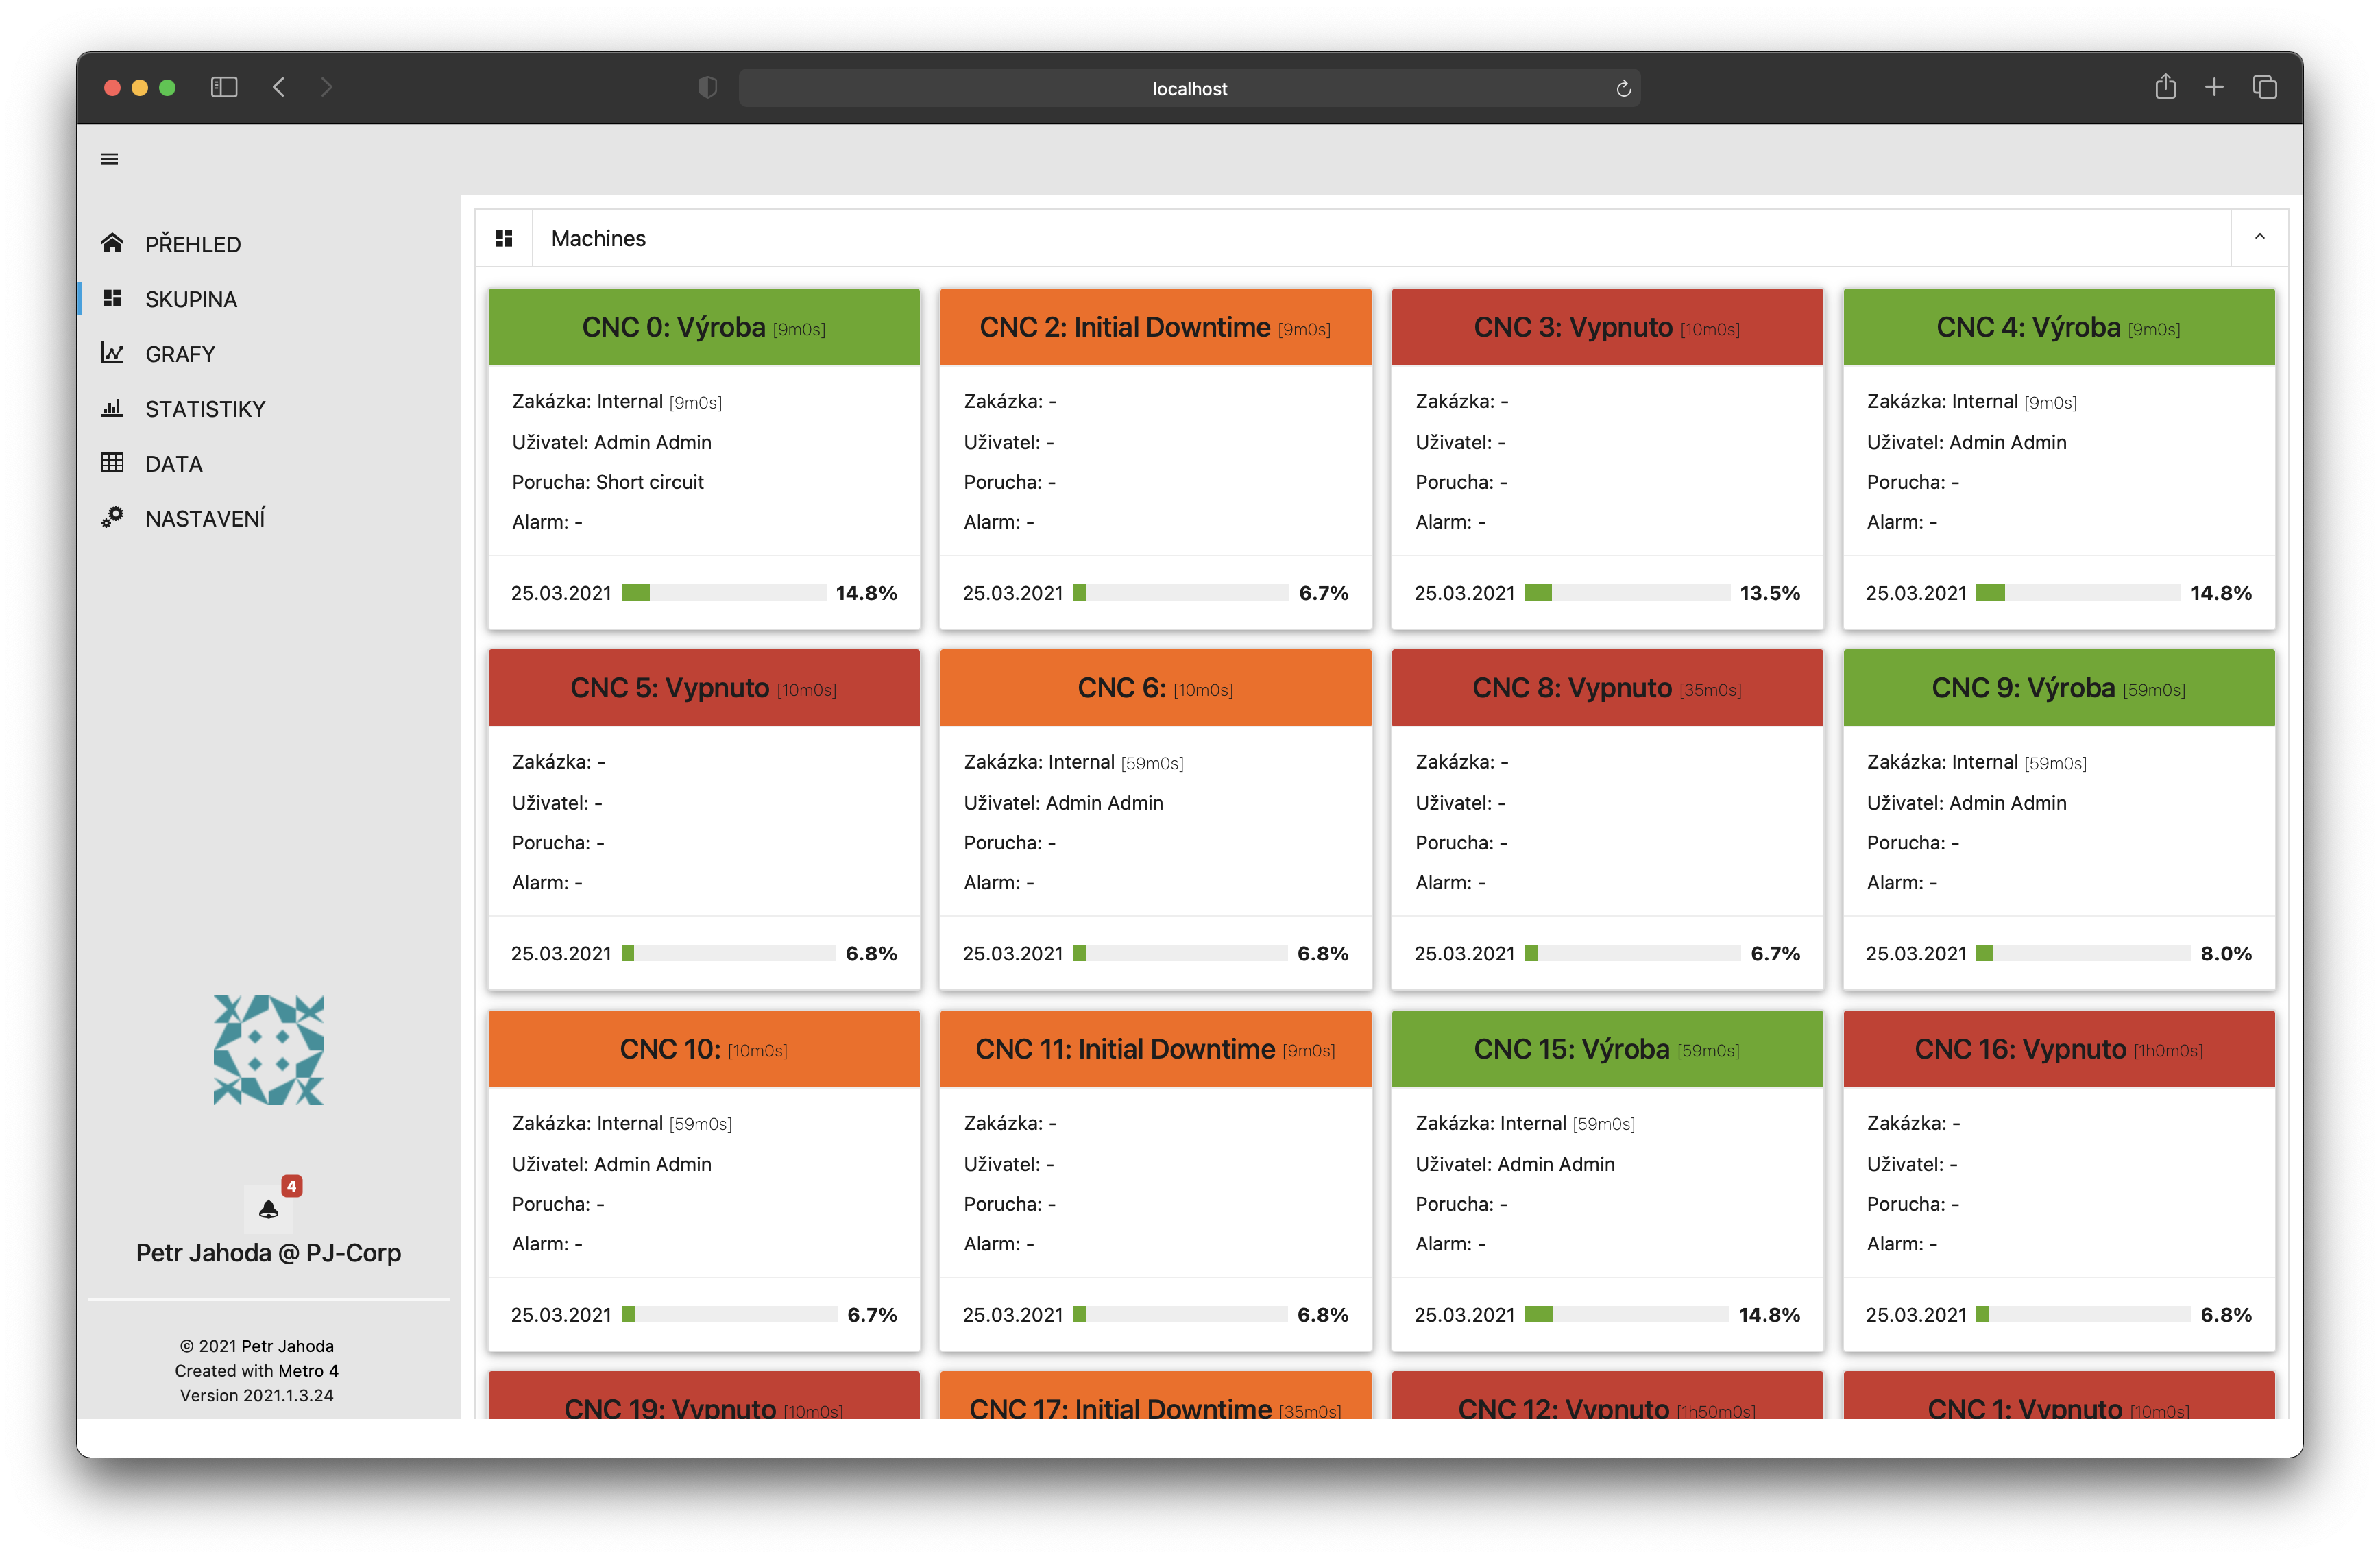 localhost
PŘEHLED
SKUPINA
GRAFY
STATISTIKY
DATA
NASTAVENÍ
4
Petr Jahoda @ PJ-Corp
© 2021 Petr Jahoda
Created with Metro 4
Version 2021.1.3.24
Machines
CNC 0: Výroba [9m0s]
Zakázka: Internal [9m0s]
Uživatel: Admin Admin
Porucha: Short circuit
Alarm: -
25.03.2021 14.8%
CNC 2: Initial Downtime [9m0s]
Zakázka: -
Uživatel: -
Porucha: -
Alarm: -
25.03.2021 6.7%
CNC 3: Vypnuto [10m0s]
Zakázka: -
Uživatel: -
Porucha: -
Alarm: -
25.03.2021 13.5%
CNC 4: Výroba [9m0s]
Zakázka: Internal [9m0s]
Uživatel: Admin Admin
Porucha: -
Alarm: -
25.03.2021 14.8%
CNC 5: Vypnuto [10m0s]
Zakázka: -
Uživatel: -
Porucha: -
Alarm: -
25.03.2021 6.8%
CNC 6: [10m0s]
Zakázka: Internal [59m0s]
Uživatel: Admin Admin
Porucha: -
Alarm: -
25.03.2021 6.8%
CNC 8: Vypnuto [35m0s]
Zakázka: -
Uživatel: -
Porucha: -
Alarm: -
25.03.2021 6.7%
CNC 9: Výroba [59m0s]
Zakázka: Internal [59m0s]
Uživatel: Admin Admin
Porucha: -
Alarm: -
25.03.2021 8.0%
CNC 10: [10m0s]
Zakázka: Internal [59m0s]
Uživatel: Admin Admin
Porucha: -
Alarm: -
25.03.2021 6.7%
CNC 11: Initial Downtime [9m0s]
Zakázka: -
Uživatel: -
Porucha: -
Alarm: -
25.03.2021 6.8%
CNC 15: Výroba [59m0s]
Zakázka: Internal [59m0s]
Uživatel: Admin Admin
Porucha: -
Alarm: -
25.03.2021 14.8%
CNC 16: Vypnuto [1h0m0s]
Zakázka: -
Uživatel: -
Porucha: -
Alarm: -
25.03.2021 6.8%
CNC 19: Vypnuto [10m0s]
CNC 17: Initial Downtime [35m0s]
CNC 12: Vypnuto [1h50m0s]
CNC 1: Vypnuto [10m0s]